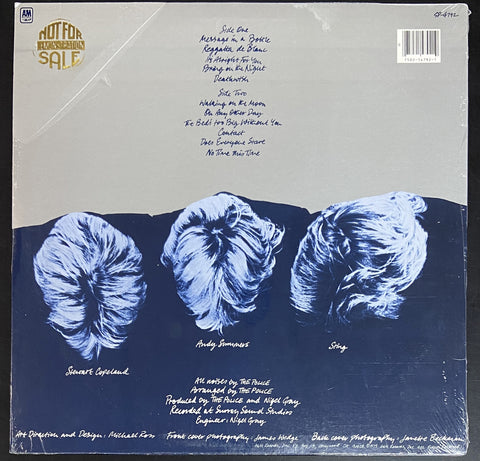 A&M
SP-4792
NOT FOR
SALE
Side One
Message in a Bottle
Reggatta de Blanc
It's Alright For You
Bring on the Night
Deathwish
Side Two
Walking on the Moon
On Any Other Day
The Bed's Too Big Without You
Contact
Does Everyone Stare
No Time This Time
Stewart Copeland
Andy Summers
Sting
All noises by THE POLICE
Arranged by THE POLICE
Produced by THE POLICE and Nigel Gray
Recorded at Surrey Sound Studios
Engineer: Nigel Gray
Art Direction and Design: Michael Ross
Front cover photography: James Wedge
Back cover photography: Janette Beckman